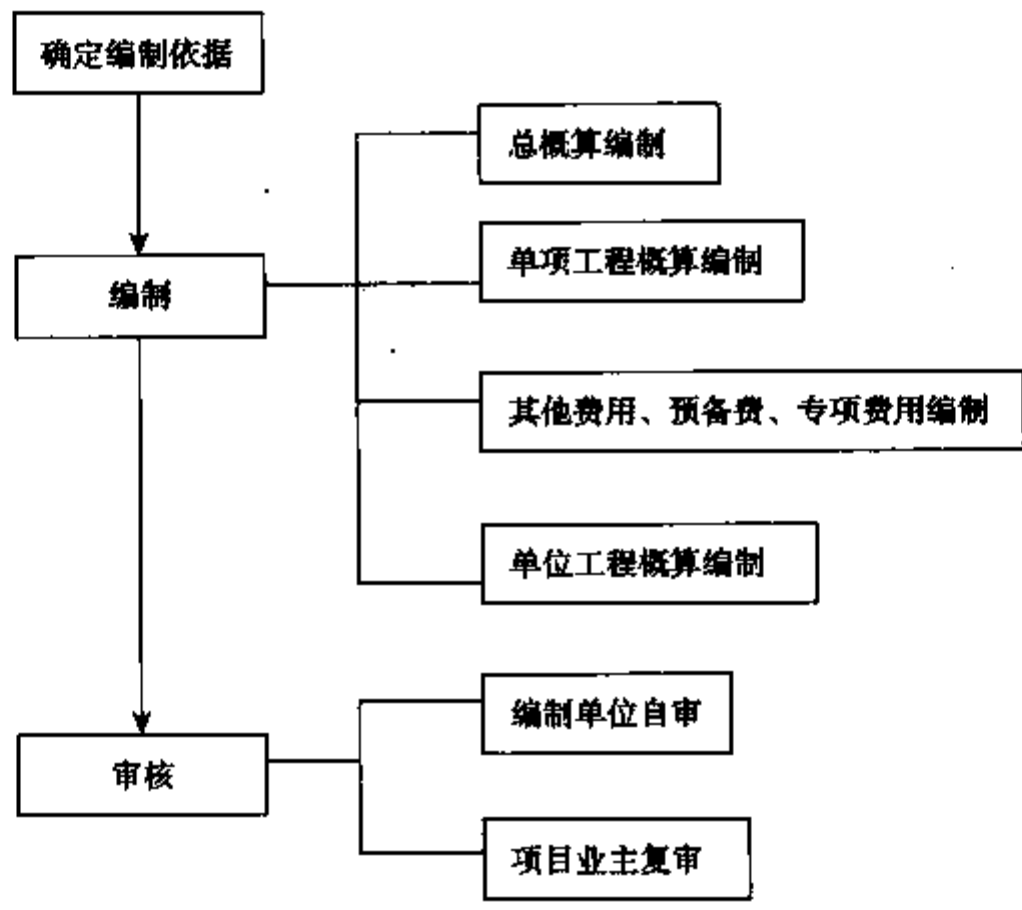 确定编制依据
总概算编制
单项工程概算编制
编制
其他费用、预备费、专项费用编制
单位工程概算编制
编制单位自审
审核
项目业主复审